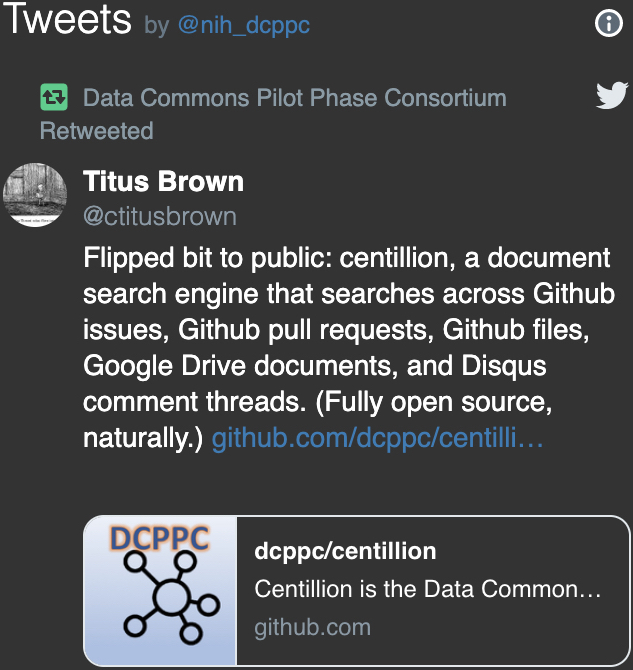 Tweets by @nih_dcppc
Data Commons Pilot Phase Consortium
Retweeted
Titus Brown
@ctitusbrown
Flipped bit to public: centillion, a document
search engine that searches across Github
issues, Github pull requests, Github files,
Google Drive documents, and Disqus
comment threads. (Fully open source,
naturally.) github.com/dcppc/centilli…
DCPPC
dcppc/centillion
Centillion is the Data Common…
github.com